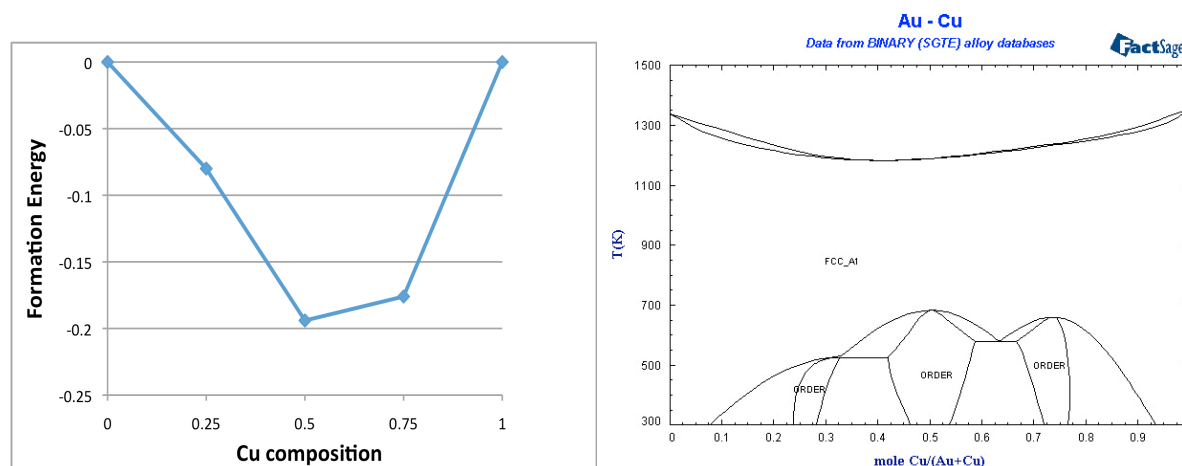 0
-0.05
-0.1
-0.15
-0.2
-0.25
Formation Energy
0
0.25
0.5
0.75
1
Cu composition
Au - Cu
Data from BINARY (SGTE) alloy databases
FactSage
1500
1300
1100
900
700
500
300
T(K)
FCC_A1
ORDER
ORDER
ORDER
0
0.1
0.2
0.3
0.4
0.5
0.6
0.7
0.8
0.9
mole Cu/(Au+Cu)